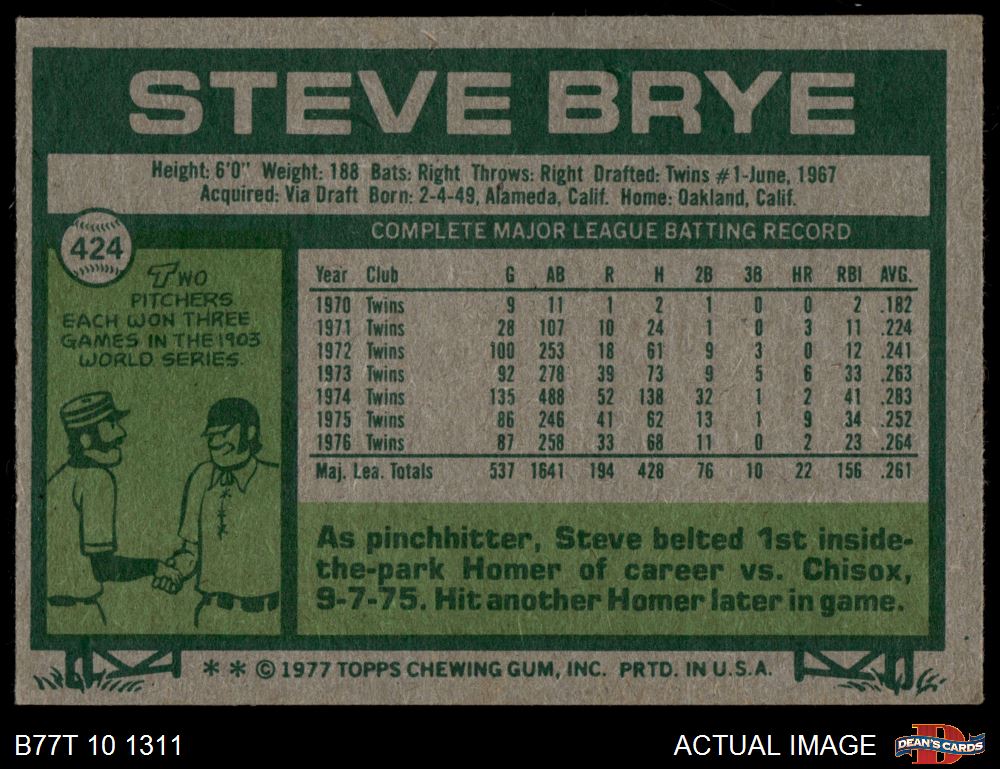 STEVE BRYE
Height: 6'0" Weight: 188 Bats: Right Throws: Right Drafted: Twins #1-June, 1967
Acquired: Via Draft Born: 2-4-49, Alameda, Calif. Home: Oakland, Calif.
424
COMPLETE MAJOR LEAGUE BATTING RECORD
TWO
PITCHERS
EACH WON THREE
GAMES IN THE 1903
WORLD SERIES.
Year Club G AB R H 2B 3B HR RBI AVG.
1970 Twins 9 11 1 2 1 0 0 2 .182
1971 Twins 28 107 10 24 1 0 3 11 .224
1972 Twins 100 253 18 61 9 3 0 12 .241
1973 Twins 92 278 39 73 9 5 6 33 .263
1974 Twins 135 488 52 138 32 1 2 41 .283
1975 Twins 86 246 41 62 13 1 9 34 .252
1976 Twins 87 258 33 68 11 0 2 23 .264
Maj. Lea. Totals 537 1641 194 428 76 10 22 156 .261
As pinchhitter, Steve belted 1st inside-
the-park Homer of career vs. Chisox,
9-7-75. Hit another Homer later in game.
** © 1977 TOPPS CHEWING GUM, INC. PRTD. IN U.S.A.
B77T 10 1311
ACTUAL IMAGE
D
DEAN'S CARDS